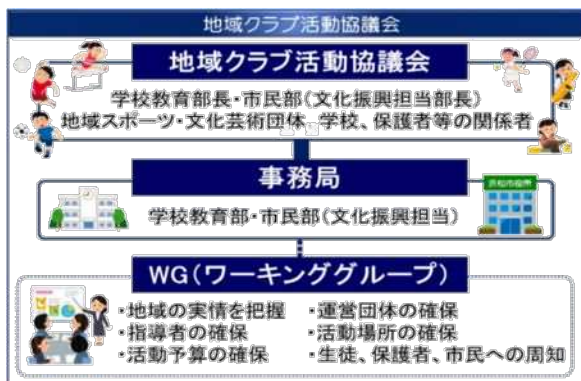 地域クラブ活動協議会
地域クラブ活動協議会
学校教育部長・市民部(文化振興担当部長)
地域スポーツ・文化芸術団体、学校、保護者等の関係者
事務局
浜松市役所
学校教育部・市民部(文化振興担当)
WG(ワーキンググループ)
・地域の実情を把握 ・運営団体の確保
・指導者の確保 ・活動場所の確保
・活動予算の確保 ・生徒、保護者、市民への周知